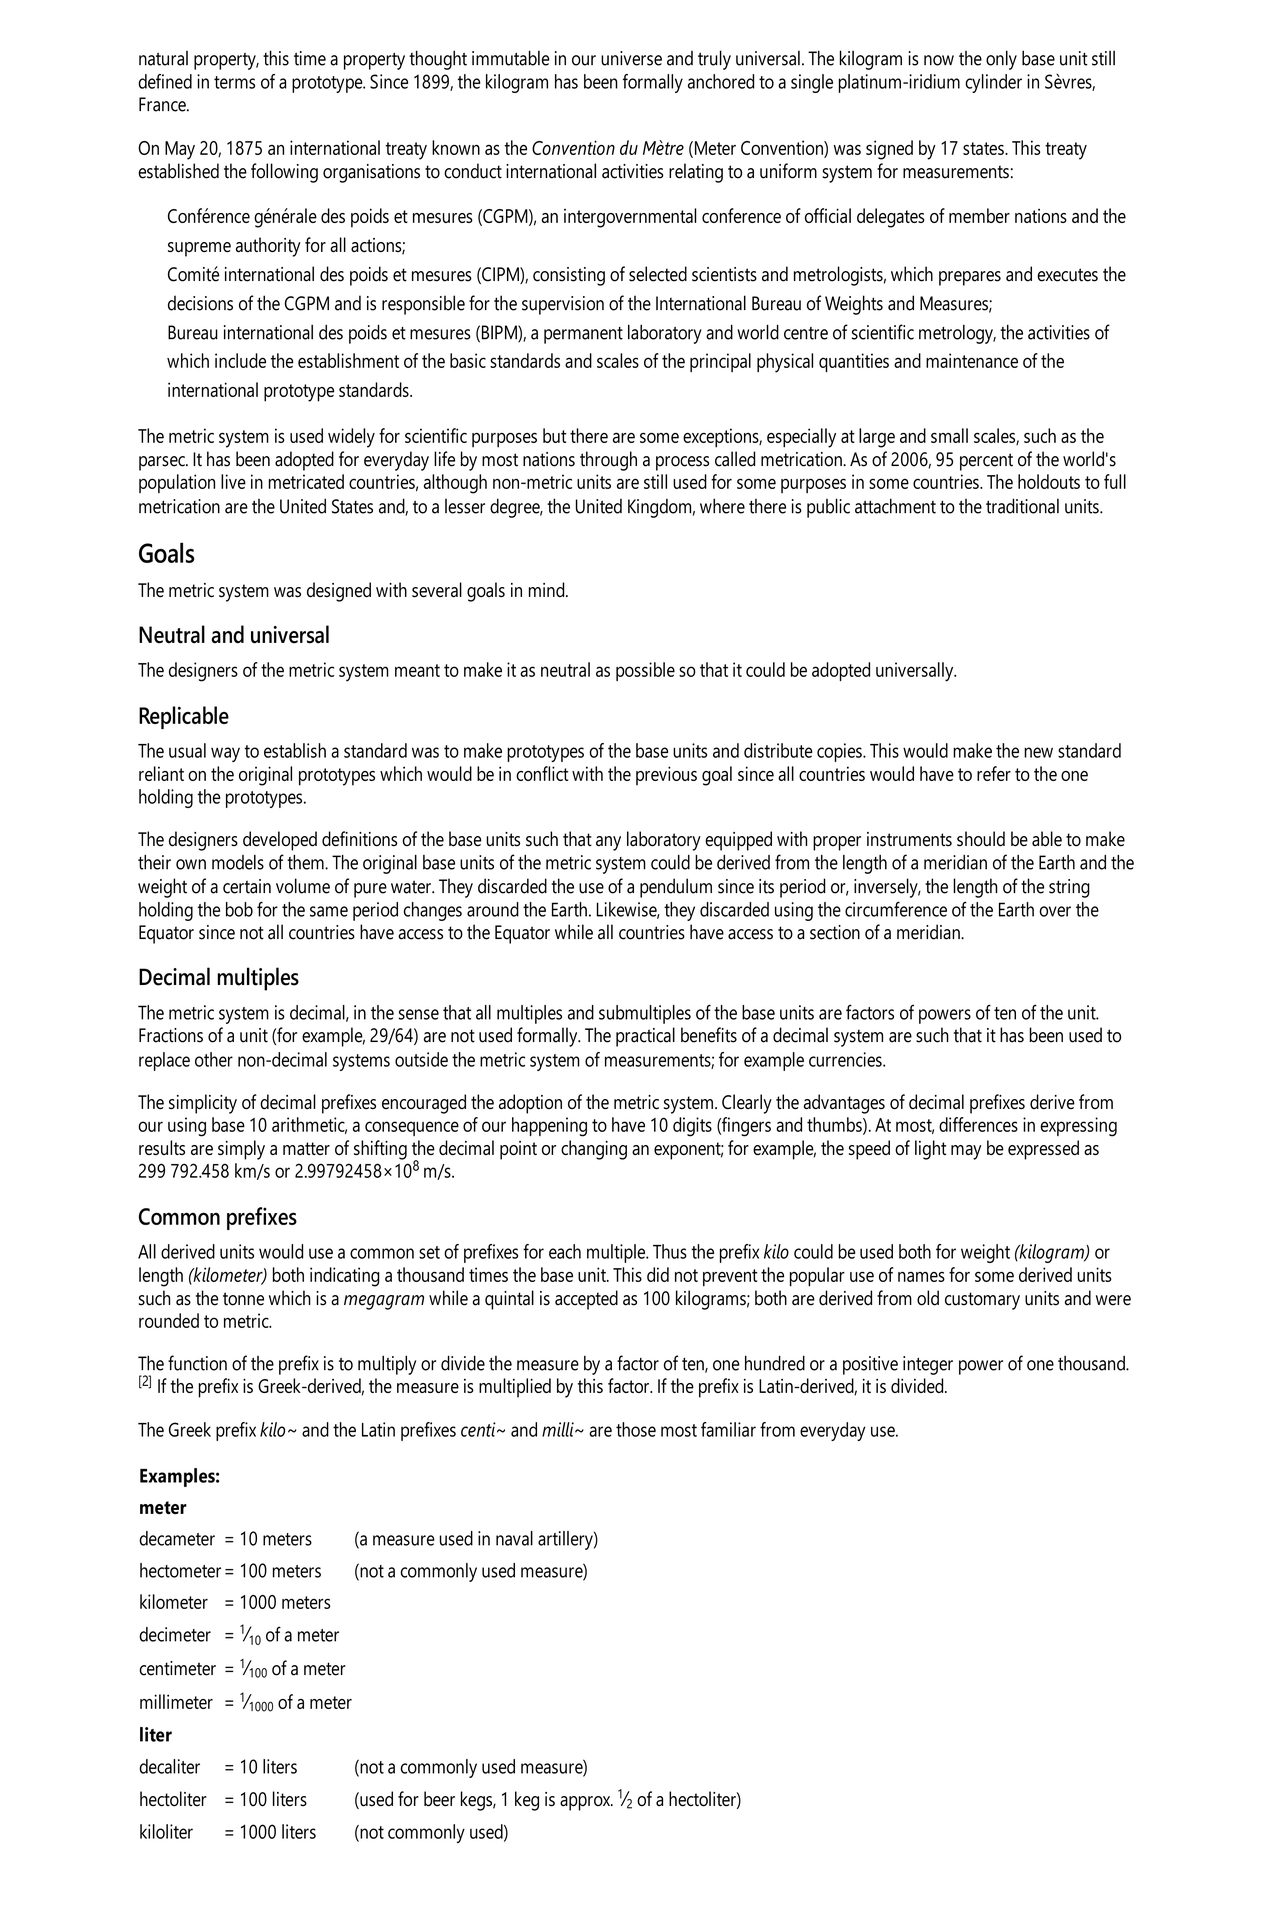 natural property, this time a property thought immutable in our universe and truly universal. The kilogram is now the only base unit still
defined in terms of a prototype. Since 1899, the kilogram has been formally anchored to a single platinum-iridium cylinder in Sèvres,
France.
On May 20, 1875 an international treaty known as the Convention du Mètre (Meter Convention) was signed by 17 states. This treaty
established the following organisations to conduct international activities relating to a uniform system for measurements:
Conférence générale des poids et mesures (CGPM), an intergovernmental conference of official delegates of member nations and the
supreme authority for all actions;
Comité international des poids et mesures (CIPM), consisting of selected scientists and metrologists, which prepares and executes the
decisions of the CGPM and is responsible for the supervision of the International Bureau of Weights and Measures;
Bureau international des poids et mesures (BIPM), a permanent laboratory and world centre of scientific metrology, the activities of
which include the establishment of the basic standards and scales of the principal physical quantities and maintenance of the
international prototype standards.
The metric system is used widely for scientific purposes but there are some exceptions, especially at large and small scales, such as the
parsec. It has been adopted for everyday life by most nations through a process called metrication. As of 2006, 95 percent of the world's
population live in metricated countries, although non-metric units are still used for some purposes in some countries. The holdouts to full
metrication are the United States and, to a lesser degree, the United Kingdom, where there is public attachment to the traditional units.
Goals
The metric system was designed with several goals in mind.
Neutral and universal
The designers of the metric system meant to make it as neutral as possible so that it could be adopted universally.
Replicable
The usual way to establish a standard was to make prototypes of the base units and distribute copies. This would make the new standard
reliant on the original prototypes which would be in conflict with the previous goal since all countries would have to refer to the one
holding the prototypes.
The designers developed definitions of the base units such that any laboratory equipped with proper instruments should be able to make
their own models of them. The original base units of the metric system could be derived from the length of a meridian of the Earth and the
weight of a certain volume of pure water. They discarded the use of a pendulum since its period or, inversely, the length of the string
holding the bob for the same period changes around the Earth. Likewise, they discarded using the circumference of the Earth over the
Equator since not all countries have access to the Equator while all countries have access to a section of a meridian.
Decimal multiples
The metric system is decimal, in the sense that all multiples and submultiples of the base units are factors of powers of ten of the unit.
Fractions of a unit (for example, 29/64) are not used formally. The practical benefits of a decimal system are such that it has been used to
replace other non-decimal systems outside the metric system of measurements; for example currencies.
The simplicity of decimal prefixes encouraged the adoption of the metric system. Clearly the advantages of decimal prefixes derive from
our using base 10 arithmetic, a consequence of our happening to have 10 digits (fingers and thumbs). At most, differences in expressing
results are simply a matter of shifting the decimal point or changing an exponent; for example, the speed of light may be expressed as
299 792.458 km/s or 2.99792458×10⁸ m/s.
Common prefixes
All derived units would use a common set of prefixes for each multiple. Thus the prefix kilo could be used both for weight (kilogram) or
length (kilometer) both indicating a thousand times the base unit. This did not prevent the popular use of names for some derived units
such as the tonne which is a megagram while a quintal is accepted as 100 kilograms; both are derived from old customary units and were
rounded to metric.
The function of the prefix is to multiply or divide the measure by a factor of ten, one hundred or a positive integer power of one thousand.
[2] If the prefix is Greek-derived, the measure is multiplied by this factor. If the prefix is Latin-derived, it is divided.
The Greek prefix kilo~ and the Latin prefixes centi~ and milli~ are those most familiar from everyday use.
Examples:
meter
decameter = 10 meters (a measure used in naval artillery)
hectometer = 100 meters (not a commonly used measure)
kilometer = 1000 meters
decimeter = 1⁄10 of a meter
centimeter = 1⁄100 of a meter
millimeter = 1⁄1000 of a meter
liter
decaliter = 10 liters (not a commonly used measure)
hectoliter = 100 liters (used for beer kegs, 1 keg is approx. 1⁄2 of a hectoliter)
kiloliter = 1000 liters (not commonly used)